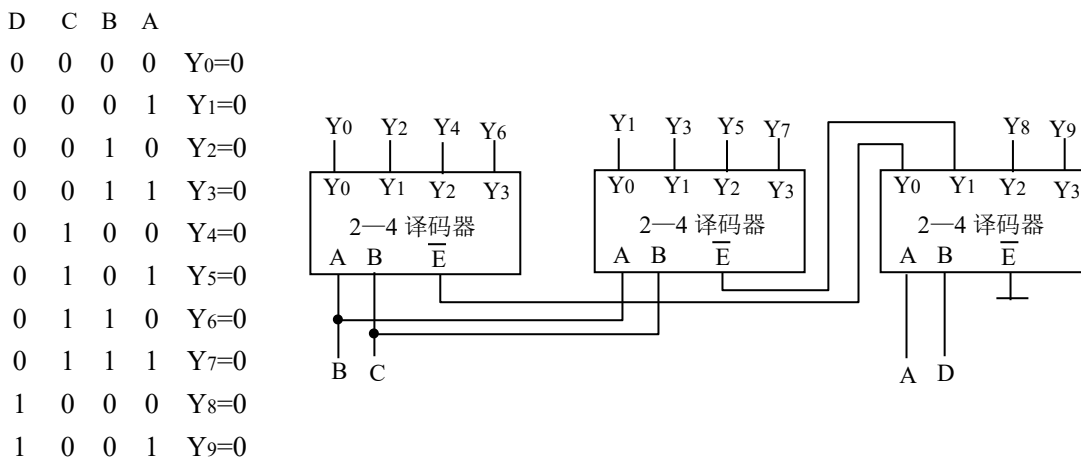 D C B A
0 0 0 0 Y0=0
0 0 0 1 Y1=0
0 0 1 0 Y2=0
0 0 1 1 Y3=0
0 1 0 0 Y4=0
0 1 0 1 Y5=0
0 1 1 0 Y6=0
0 1 1 1 Y7=0
1 0 0 0 Y8=0
1 0 0 1 Y9=0
Y0 Y2 Y4 Y6
Y0 Y1 Y2 Y3
2—4 译码器
A B E̅
B C
Y1 Y3 Y5 Y7
Y0 Y1 Y2 Y3
2—4 译码器
A B E̅
Y8 Y9
Y0 Y1 Y2 Y3
2—4 译码器
A B E̅
A D